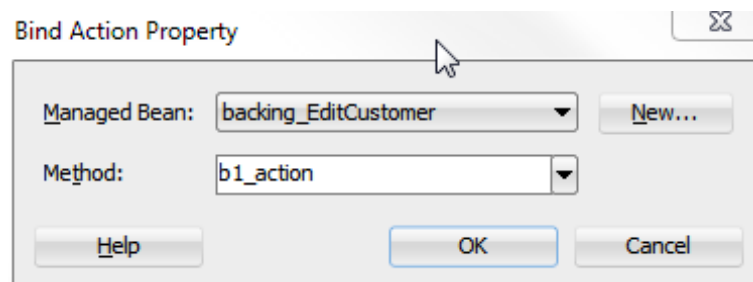 Bind Action Property
Managed Bean: backing_EditCustomer New...
Method: b1_action
Help OK Cancel